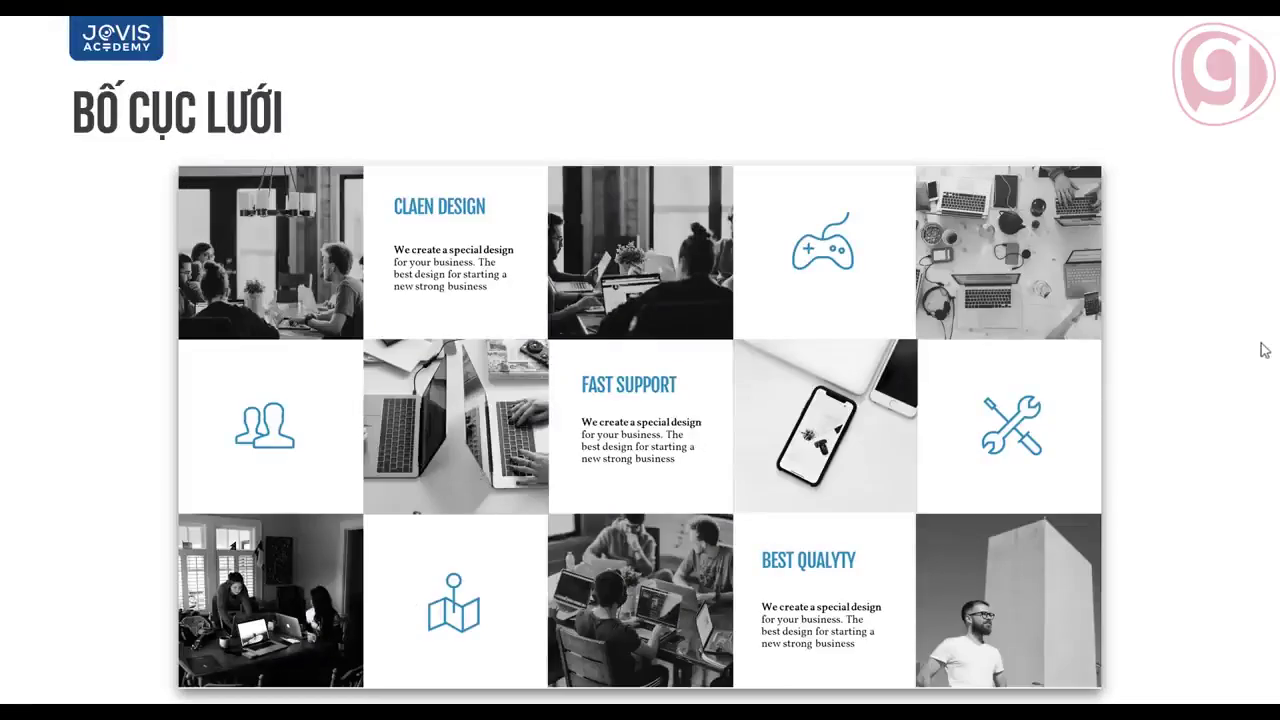 JOVIS
ACADEMY
BỐ CỤC LƯỚI
CLAEN DESIGN
We create a special design
for your business. The
best design for starting a
new strong business
FAST SUPPORT
We create a special design
for your business. The
best design for starting a
new strong business
BEST QUALYTY
We create a special design
for your business. The
best design for starting a
new strong business